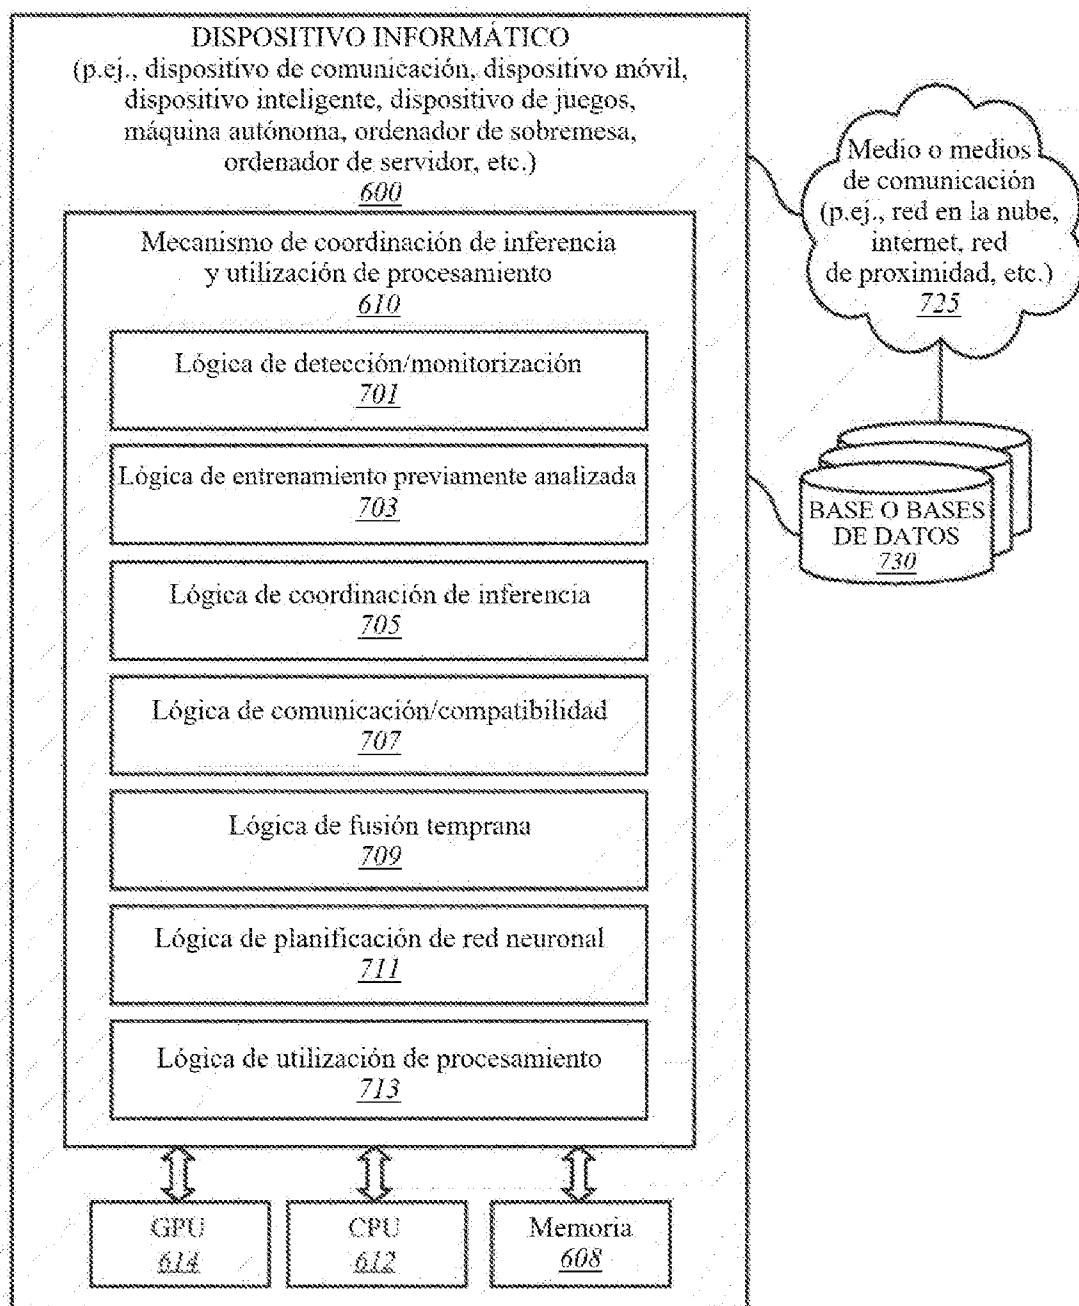 DISPOSITIVO INFORMÁTICO
(p.ej., dispositivo de comunicación, dispositivo móvil,
dispositivo inteligente, dispositivo de juegos,
máquina autónoma, ordenador de sobremesa,
ordenador de servidor, etc.)
600
Mecanismo de coordinación de inferencia
y utilización de procesamiento
610
Lógica de detección/monitorización
701
Lógica de entrenamiento previamente analizada
703
Lógica de coordinación de inferencia
705
Lógica de comunicación/compatibilidad
707
Lógica de fusión temprana
709
Lógica de planificación de red neuronal
711
Lógica de utilización de procesamiento
713
GPU
614
CPU
612
Memoria
608
Medio o medios
de comunicación
(p.ej., red en la nube,
internet, red
de proximidad, etc.)
725
BASE O BASES
DE DATOS
730